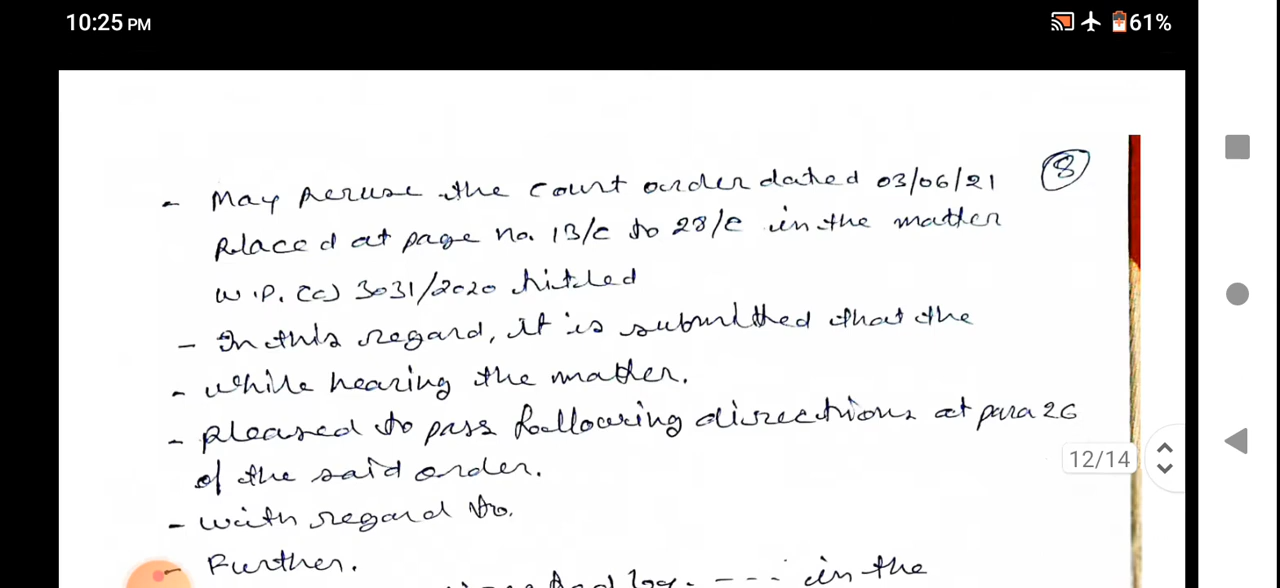 10:25 PM
61%
8
- May peruse the court order dated 03/06/21
Placed at page no. 13/c to 28/c in the matter
W.P. (c) 3031/2020 titled
- In this regard, it is submitted that the
- while hearing the matter.
- pleased to pass following directions at para 26
of the said order.
12/14
- with regard to.
Further.
in the